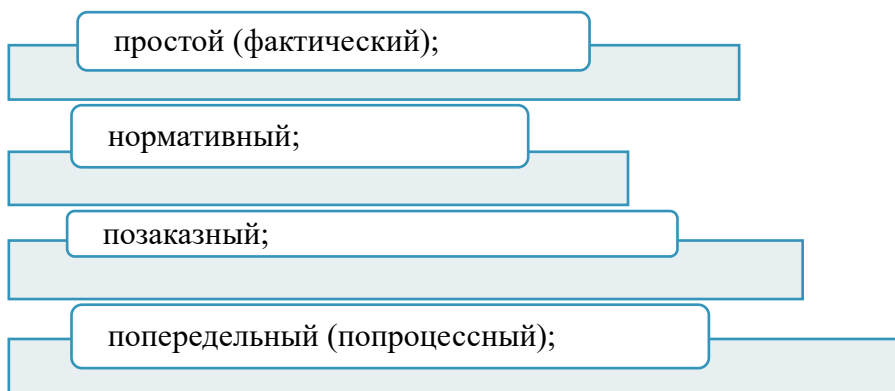 простой (фактический);
нормативный;
позаказный;
попередельный (попроцессный);